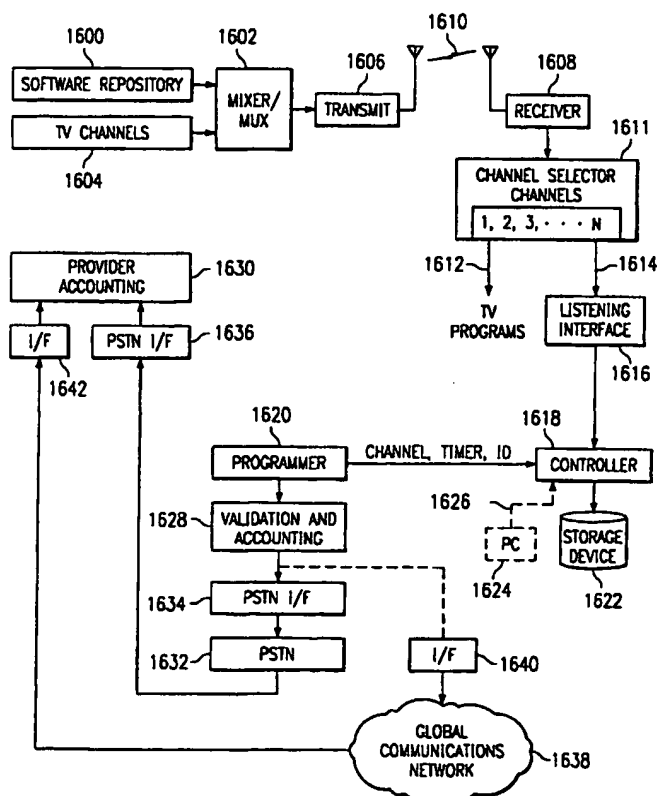 1600
1602
1610
1606
1608
SOFTWARE REPOSITORY
MIXER/
MUX
TRANSMIT
RECEIVER
TV CHANNELS
1604
1611
CHANNEL SELECTOR
CHANNELS
1, 2, 3, · · · N
1612
1614
PROVIDER
ACCOUNTING
1630
TV
PROGRAMS
LISTENING
INTERFACE
1616
I/F
PSTN I/F
1636
1642
1620
1618
PROGRAMMER
CHANNEL, TIMER, ID
CONTROLLER
1628
VALIDATION AND
ACCOUNTING
1626
PC
1624
STORAGE
DEVICE
1622
1634
PSTN I/F
1632
PSTN
I/F
1640
GLOBAL
COMMUNICATIONS
NETWORK
1638